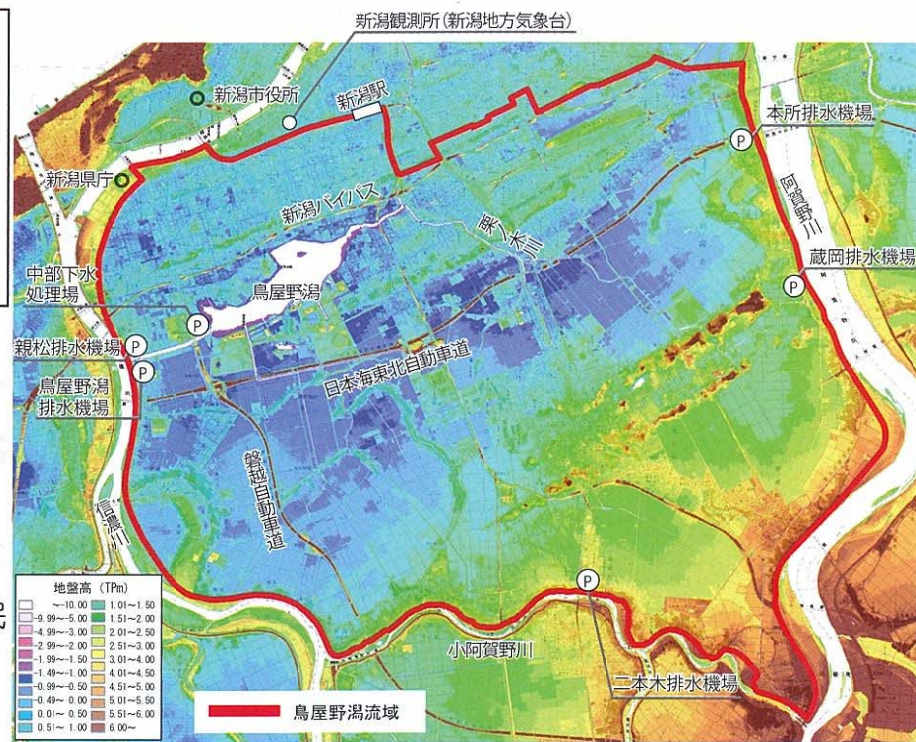 新潟観測所(新潟地方気象台)
新潟市役所
新潟駅
本所排水機場
新潟県庁
新潟バイパス
栗ノ木川
阿賀野川
中部下水
処理場
鳥屋野潟
蔵岡排水機場
親松排水機場
日本海東北自動車道
鳥屋野潟
排水機場
磐越自動車道
信濃川
小阿賀野川
二本木排水機場
P
P
P
P
P
P
地盤高 (TPm)
~-10.00
-9.99~-5.00
-4.99~-3.00
-2.99~-2.00
-1.99~-1.50
-1.49~-1.00
-0.99~-0.50
-0.49~ 0.00
0.01~ 0.50
0.51~ 1.00
1.01~1.50
1.51~2.00
2.01~2.50
2.51~3.00
3.01~4.00
4.01~4.50
4.51~5.00
5.01~5.50
5.51~6.00
6.00~
鳥屋野潟流域